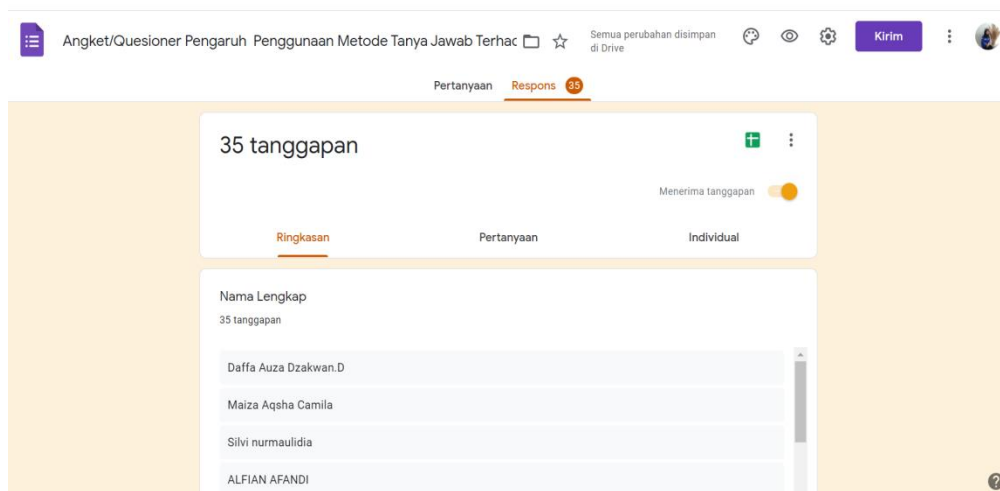 Angket/Quesioner Pengaruh Penggunaan Metode Tanya Jawab Terhac
Semua perubahan disimpan
di Drive
Kirim
Pertanyaan Respons 35
35 tanggapan
Menerima tanggapan
Ringkasan Pertanyaan Individual
Nama Lengkap
35 tanggapan
Daffa Auza Dzakwan.D
Maiza Aqsha Camila
Silvi nurmaulidia
ALFIAN AFANDI